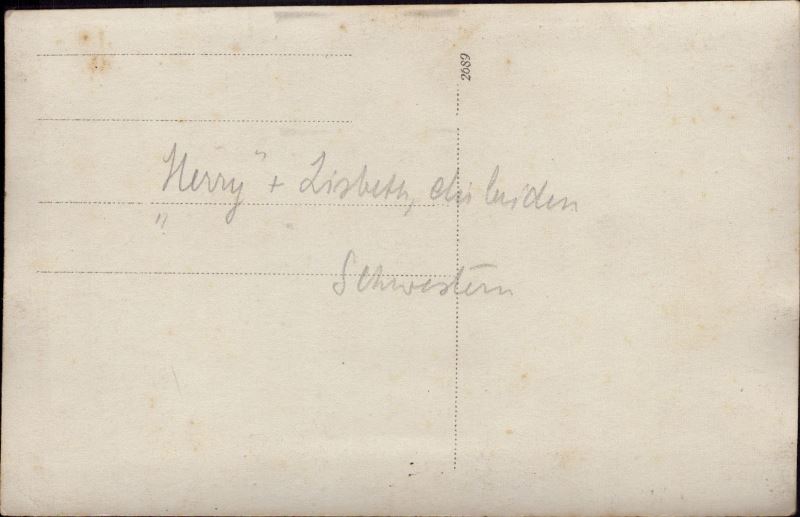 2689
„Herry" + Lisbeth, die beiden
Schwestern